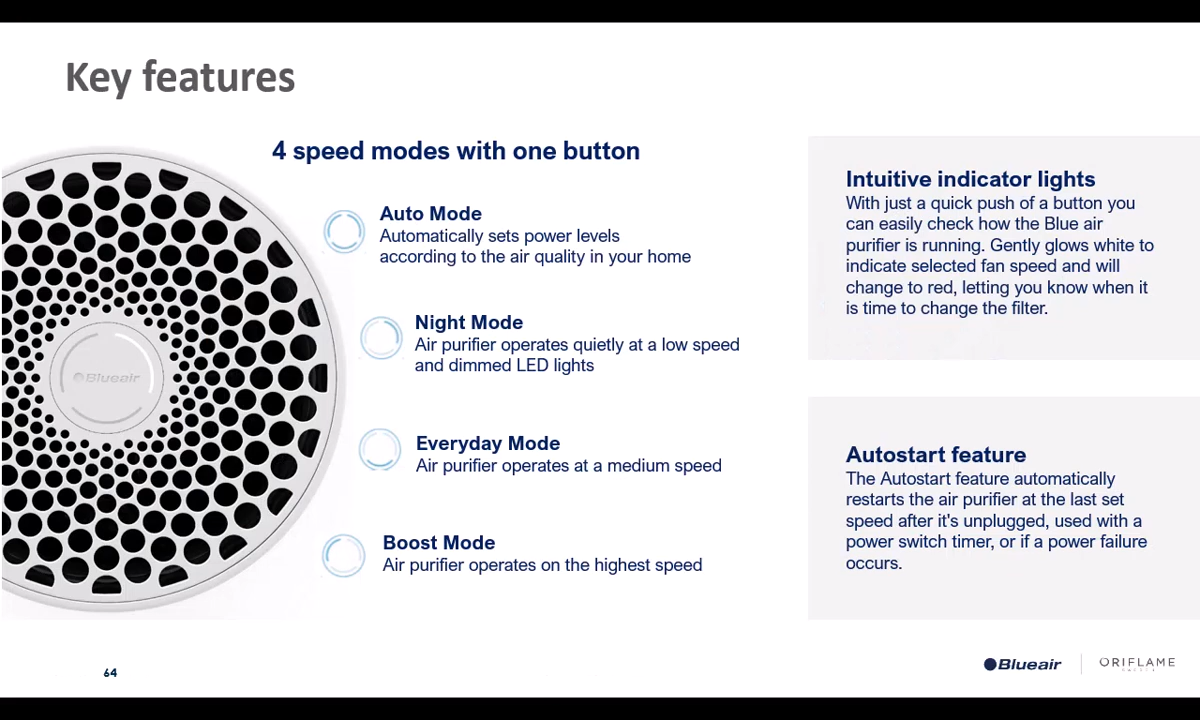 Key features
4 speed modes with one button
Auto Mode
Automatically sets power levels
according to the air quality in your home
Night Mode
Air purifier operates quietly at a low speed
and dimmed LED lights
Everyday Mode
Air purifier operates at a medium speed
Boost Mode
Air purifier operates on the highest speed
Blueair
Intuitive indicator lights
With just a quick push of a button you
can easily check how the Blue air
purifier is running. Gently glows white to
indicate selected fan speed and will
change to red, letting you know when it
is time to change the filter.
Autostart feature
The Autostart feature automatically
restarts the air purifier at the last set
speed after it's unplugged, used with a
power switch timer, or if a power failure
occurs.
64
Blueair
ORIFLAME